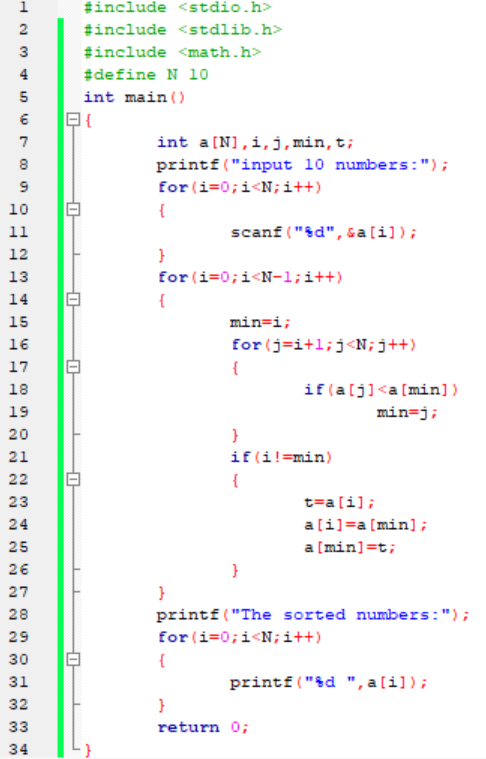 1 #include <stdio.h>
2 #include <stdlib.h>
3 #include <math.h>
4 #define N 10
5 int main()
6 {
7 int a[N],i,j,min,t;
8 printf("input 10 numbers:");
9 for(i=0;i<N;i++)
10 {
11 scanf("%d",&a[i]);
12 }
13 for(i=0;i<N-1;i++)
14 {
15 min=i;
16 for(j=i+1;j<N;j++)
17 {
18 if(a[j]<a[min])
19 min=j;
20 }
21 if(i!=min)
22 {
23 t=a[i];
24 a[i]=a[min];
25 a[min]=t;
26 }
27 }
28 printf("The sorted numbers:");
29 for(i=0;i<N;i++)
30 {
31 printf("%d ",a[i]);
32 }
33 return 0;
34 }